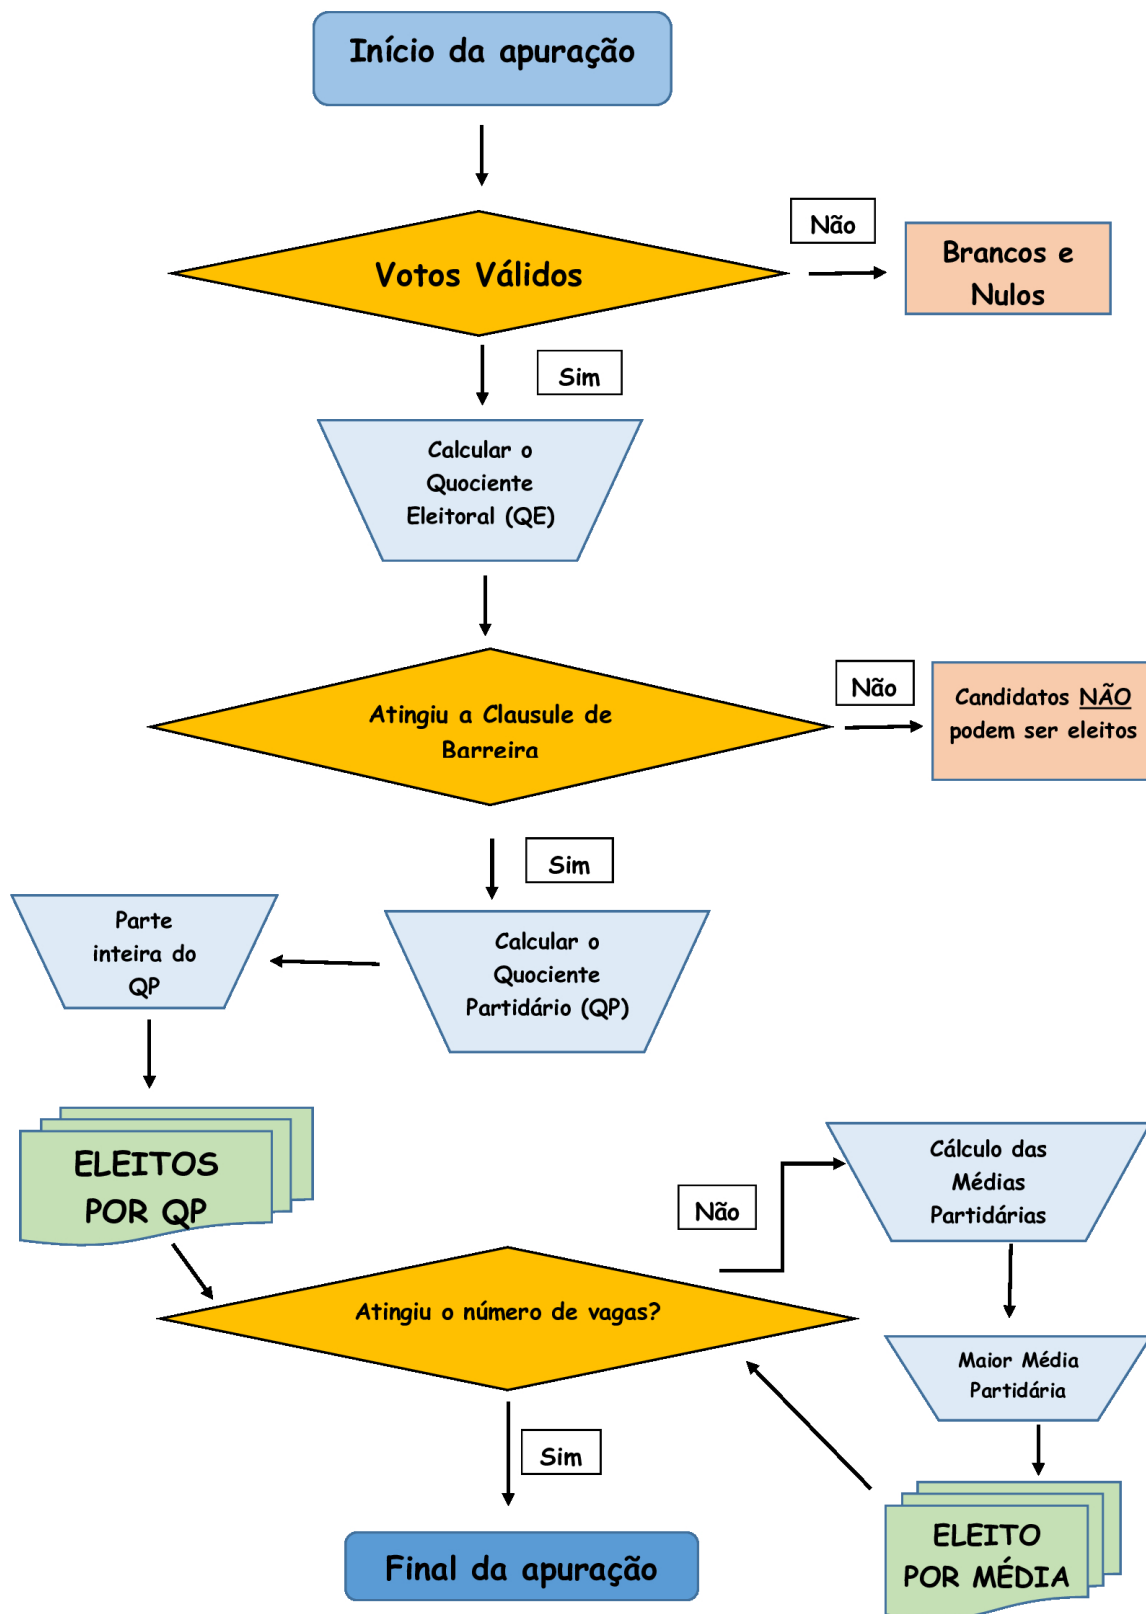 Início da apuração
Votos Válidos
Não
Brancos e
Nulos
Sim
Calcular o
Quociente
Eleitoral (QE)
Atingiu a Clausule de
Barreira
Não
Candidatos NÃO
podem ser eleitos
Sim
Calcular o
Quociente
Partidário (QP)
Parte
inteira do
QP
ELEITOS
POR QP
Atingiu o número de vagas?
Não
Cálculo das
Médias
Partidárias
Maior Média
Partidária
ELEITO
POR MÉDIA
Sim
Final da apuração